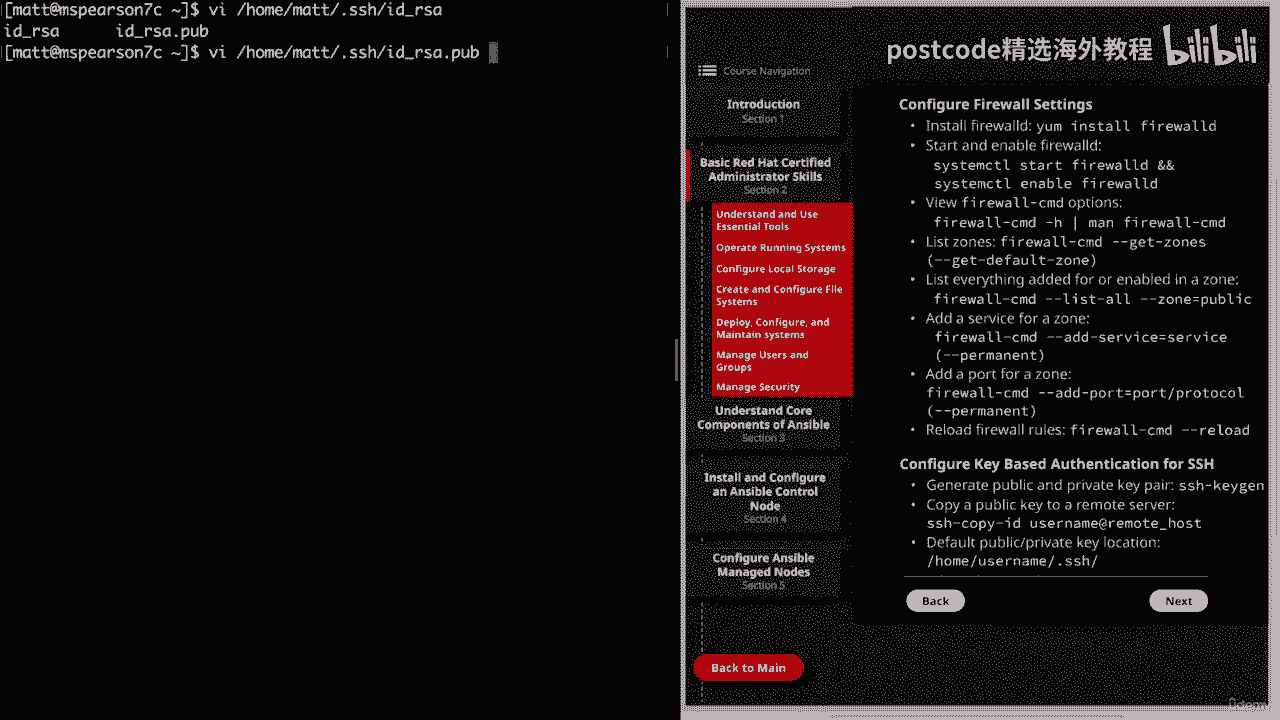 [matt@mspearson7c ~]$ vi /home/matt/.ssh/id_rsa
id_rsa      id_rsa.pub
[matt@mspearson7c ~]$ vi /home/matt/.ssh/id_rsa.pub
postcode精选海外教程 bilibili
Course Navigation
Introduction
Section 1
Basic Red Hat Certified
Administrator Skills
Section 2
Understand and Use
Essential Tools
Operate Running Systems
Configure Local Storage
Create and Configure File
Systems
Deploy, Configure, and
Maintain systems
Manage Users and
Groups
Manage Security
Understand Core
Components of Ansible
Section 3
Install and Configure
an Ansible Control
Node
Section 4
Configure Ansible
Managed Nodes
Section 5
Back to Main
Configure Firewall Settings
• Install firewalld: yum install firewalld
• Start and enable firewalld:
systemctl start firewalld &&
systemctl enable firewalld
• View firewall-cmd options:
firewall-cmd -h | man firewall-cmd
• List zones: firewall-cmd --get-zones
(--get-default-zone)
• List everything added for or enabled in a zone:
firewall-cmd --list-all --zone=public
• Add a service for a zone:
firewall-cmd --add-service=service
(--permanent)
• Add a port for a zone:
firewall-cmd --add-port=port/protocol
(--permanent)
• Reload firewall rules: firewall-cmd --reload
Configure Key Based Authentication for SSH
• Generate public and private key pair: ssh-keygen
• Copy a public key to a remote server:
ssh-copy-id username@remote_host
• Default public/private key location:
/home/username/.ssh/
Back
Next